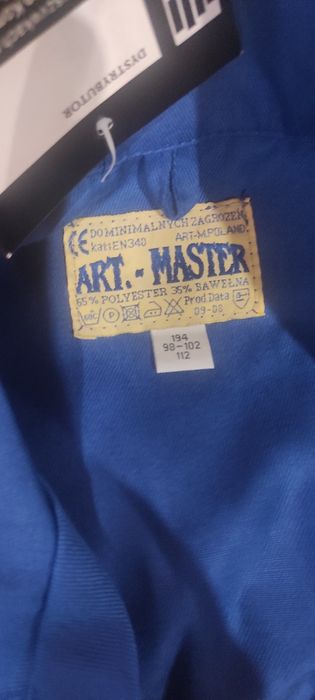 DYSTRYBUTOR
DO MINIMALNYCH ZAGROŻEŃ
CE kat:I EN340 ART-M.POLAND
ART.-MASTER
65% POLYESTER 35% BAWEŁNA
P Prod.Data
09-08
194
98-102
112